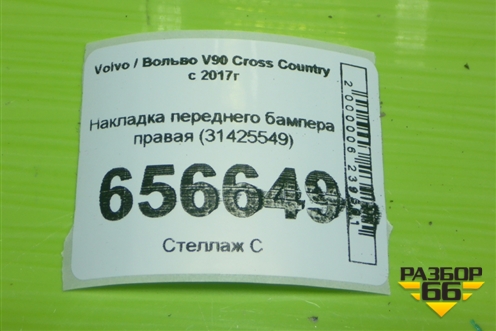 Volvo / Вольво V90 Cross Country
с 2017г
Накладка переднего бампера
правая (31425549)
656649
Стеллаж С
РАЗБОР
66